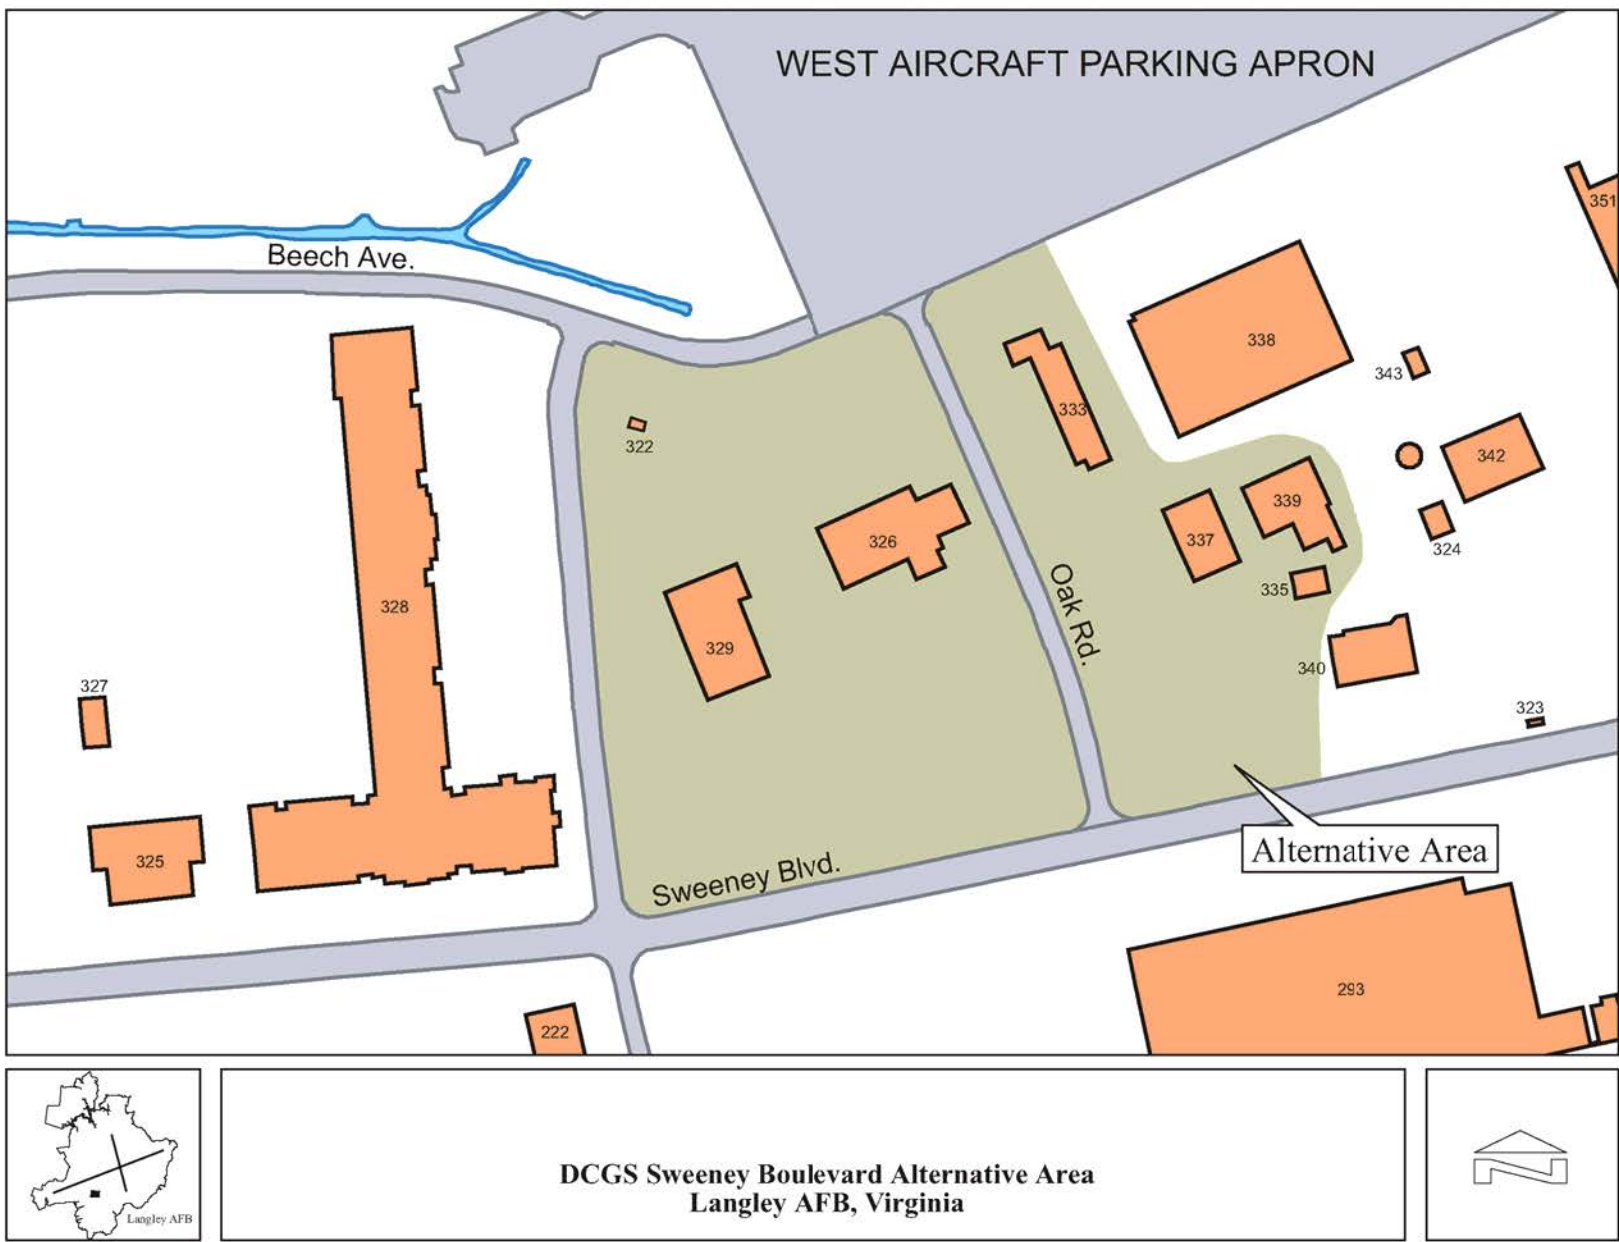 WEST AIRCRAFT PARKING APRON
351
Beech Ave.
338
343
333
322
342
339
326
337
324
Oak Rd.
335
328
329
340
327
323
Alternative Area
325
Sweeney Blvd.
293
222
Langley AFB
DCGS Sweeney Boulevard Alternative Area
Langley AFB, Virginia
N